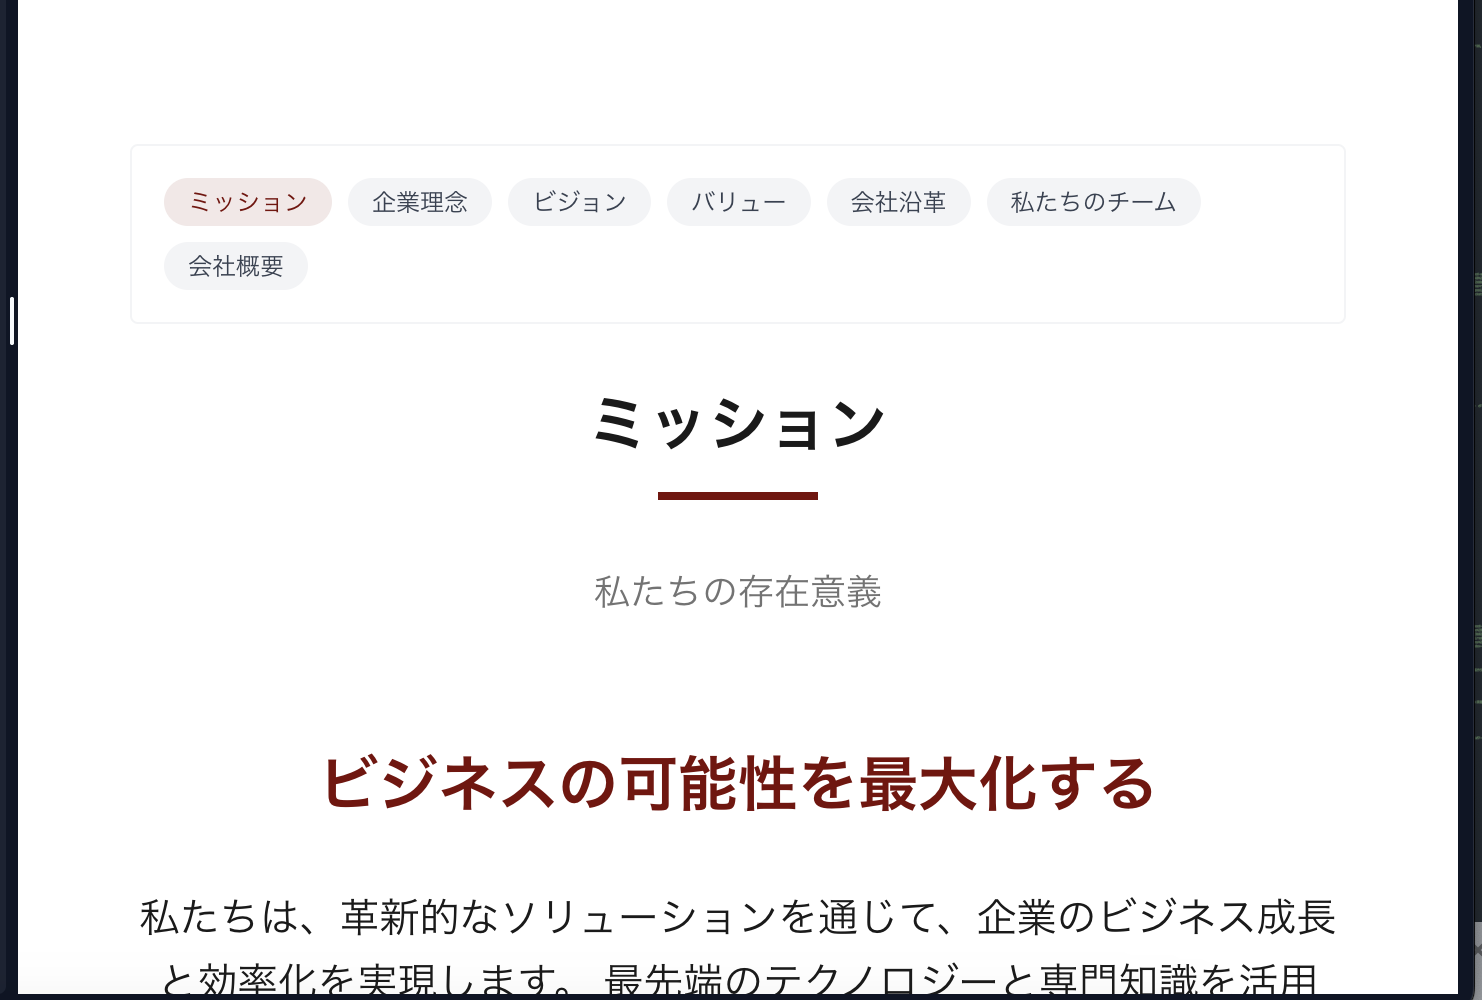 ミッション 企業理念 ビジョン バリュー 会社沿革 私たちのチーム
会社概要
ミッション
私たちの存在意義
ビジネスの可能性を最大化する
私たちは、革新的なソリューションを通じて、企業のビジネス成長
と効率化を実現します。 最先端のテクノロジーと専門知識を活用